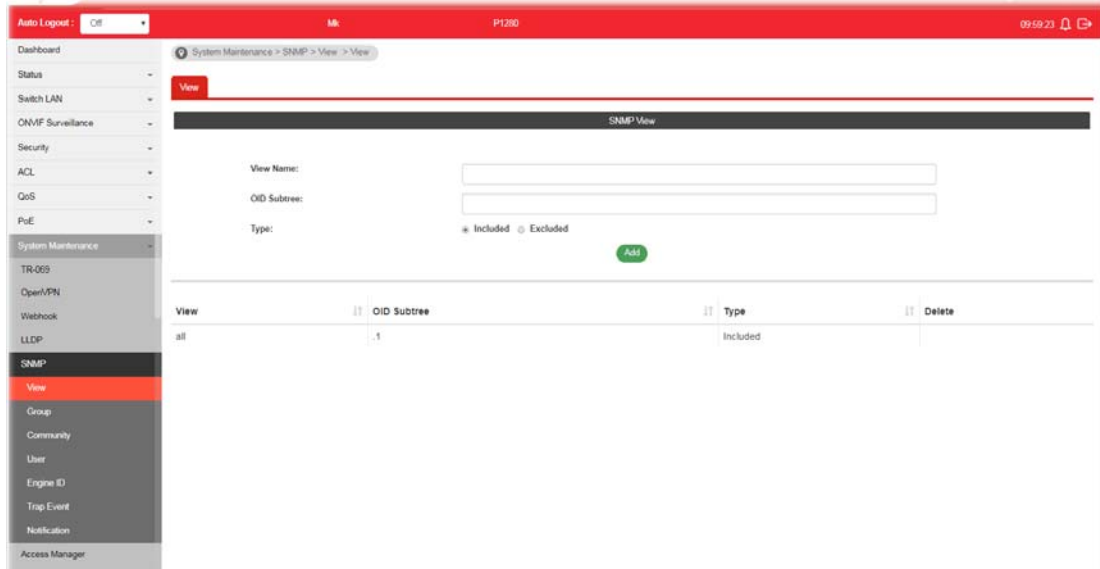 Auto Logout : Off Mk P1280 09:59:23
Dashboard
Status
Switch LAN
ONVIF Surveillance
Security
ACL
QoS
PoE
System Maintenance
TR-069
OpenVPN
Webhook
LLDP
SNMP
View
Group
Community
User
Engine ID
Trap Event
Notification
Access Manager
System Maintenance > SNMP > View > View
View
SNMP View
View Name:
OID Subtree:
Type: Included Excluded
Add
View OID Subtree Type Delete
all .1 Included